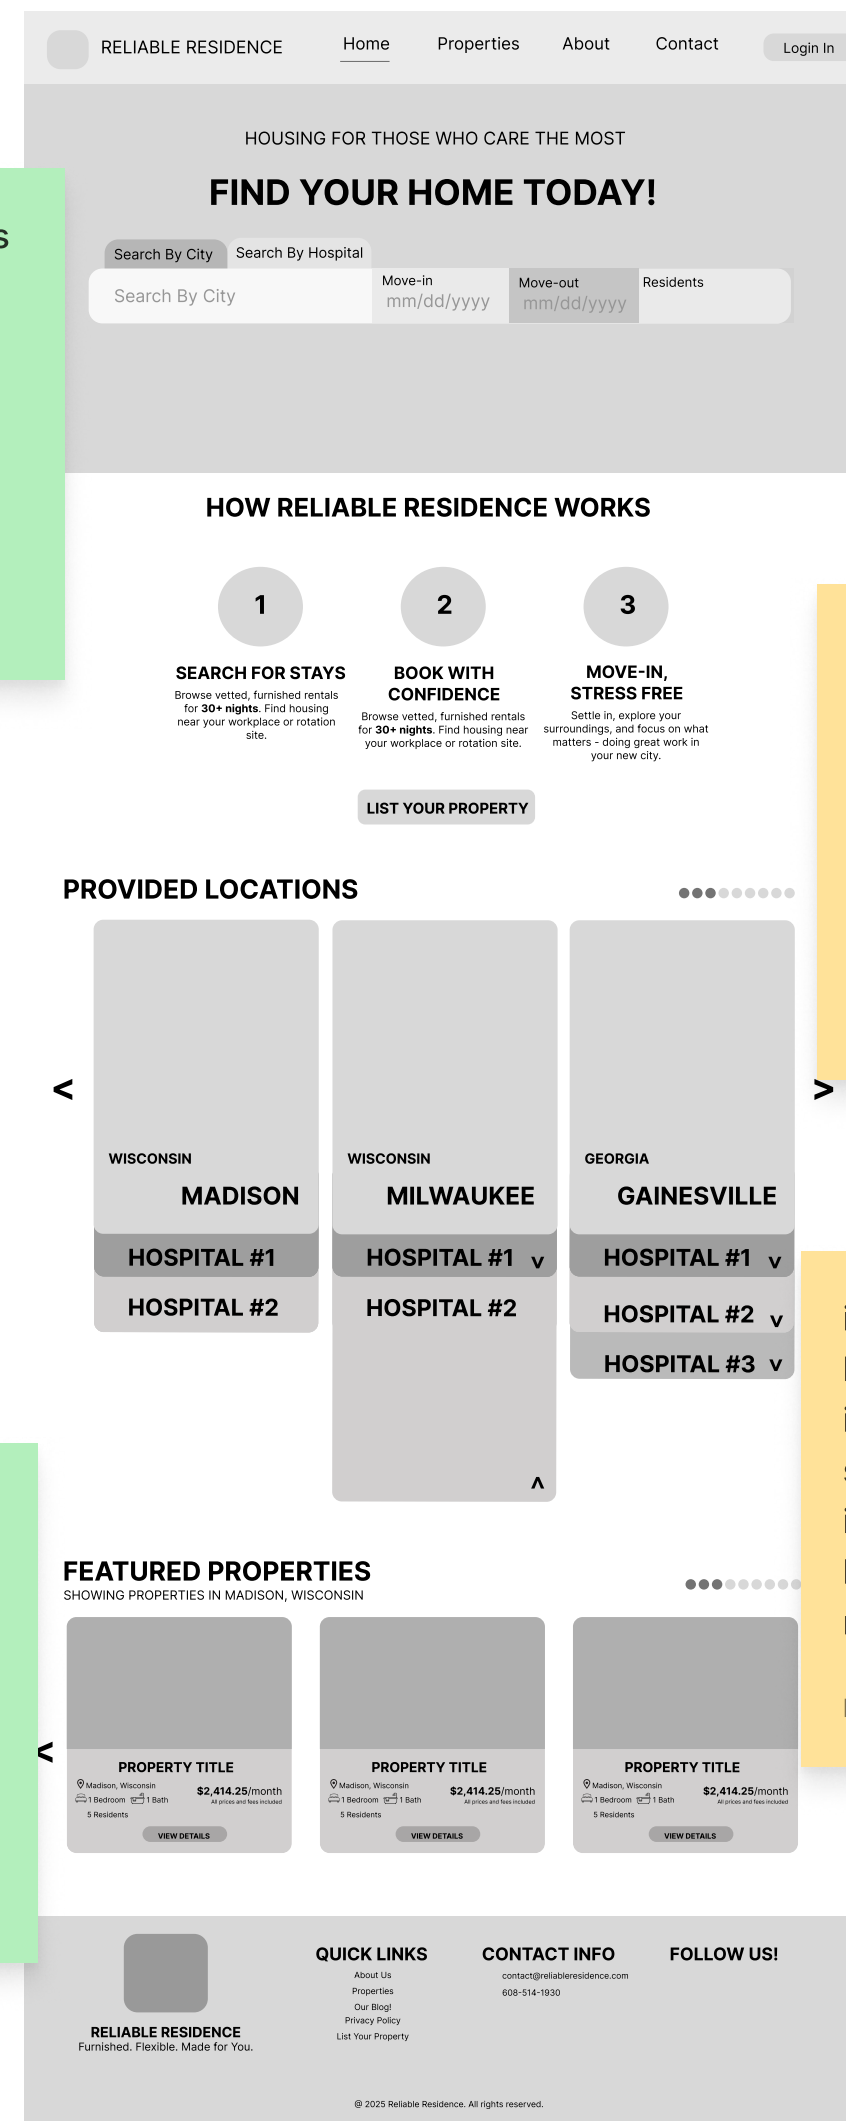 RELIABLE RESIDENCE
Home
Properties
About
Contact
Login In
HOUSING FOR THOSE WHO CARE THE MOST
FIND YOUR HOME TODAY!
s
Search By City
Search By Hospital
Search By City
Move-in
mm/dd/yyyy
Move-out
mm/dd/yyyy
Residents
HOW RELIABLE RESIDENCE WORKS
1
SEARCH FOR STAYS
Browse vetted, furnished rentals
for 30+ nights. Find housing
near your workplace or rotation
site.
2
BOOK WITH
CONFIDENCE
Browse vetted, furnished rentals
for 30+ nights. Find housing near
your workplace or rotation site.
3
MOVE-IN,
STRESS FREE
Settle in, explore your
surroundings, and focus on what
matters - doing great work in
your new city.
LIST YOUR PROPERTY
PROVIDED LOCATIONS
<
WISCONSIN
MADISON
HOSPITAL #1
HOSPITAL #2
WISCONSIN
MILWAUKEE
HOSPITAL #1
HOSPITAL #2
GEORGIA
GAINESVILLE
HOSPITAL #1
HOSPITAL #2
HOSPITAL #3
>
FEATURED PROPERTIES
SHOWING PROPERTIES IN MADISON, WISCONSIN
<
PROPERTY TITLE
Madison, Wisconsin
1 Bedroom 1 Bath
5 Residents
$2,414.25/month
All prices and fees included
VIEW DETAILS
PROPERTY TITLE
Madison, Wisconsin
1 Bedroom 1 Bath
5 Residents
$2,414.25/month
All prices and fees included
VIEW DETAILS
PROPERTY TITLE
Madison, Wisconsin
1 Bedroom 1 Bath
5 Residents
$2,414.25/month
All prices and fees included
VIEW DETAILS
RELIABLE RESIDENCE
Furnished. Flexible. Made for You.
QUICK LINKS
About Us
Properties
Our Blog!
Privacy Policy
List Your Property
CONTACT INFO
contact@reliableresidence.com
608-514-1930
FOLLOW US!
@ 2025 Reliable Residence. All rights reserved.